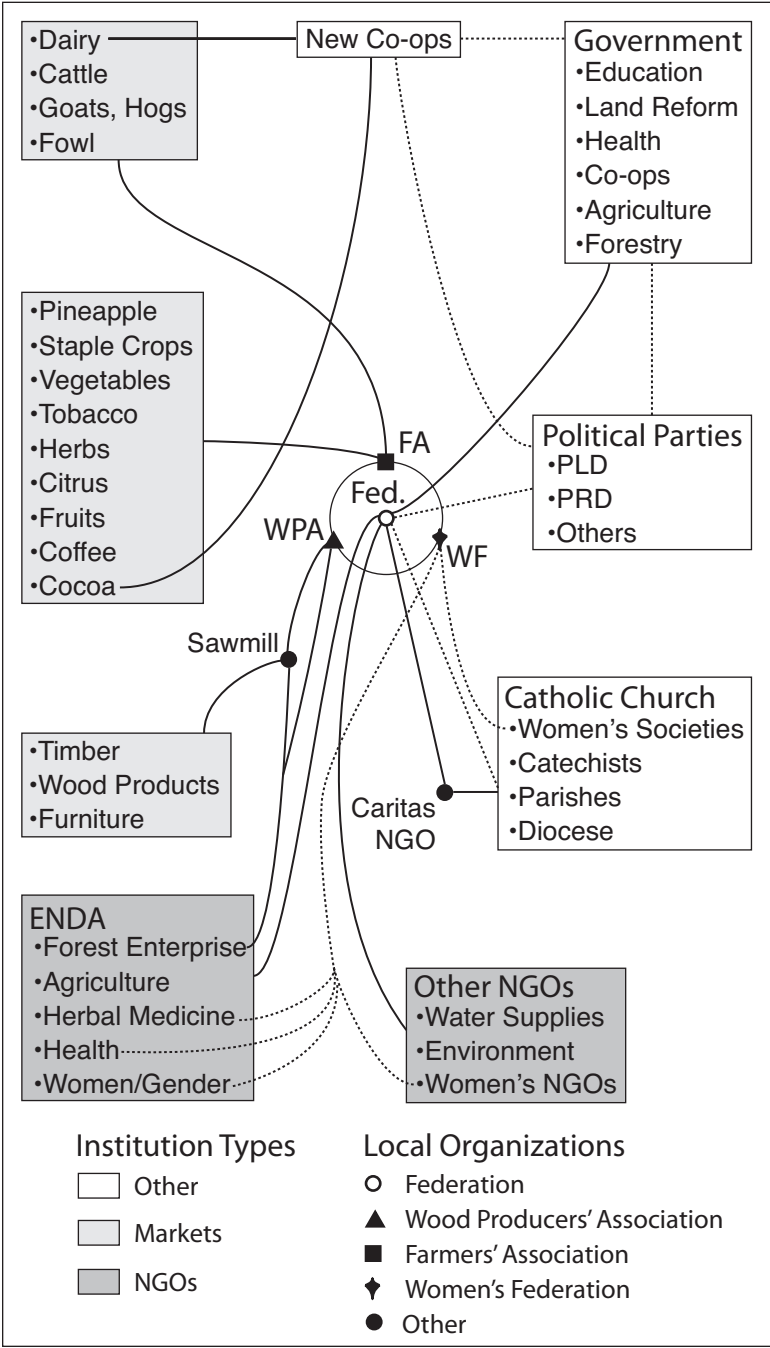 •Dairy
•Cattle
•Goats, Hogs
•Fowl
New Co-ops
Government
•Education
•Land Reform
•Health
•Co-ops
•Agriculture
•Forestry
•Pineapple
•Staple Crops
•Vegetables
•Tobacco
•Herbs
•Citrus
•Fruits
•Coffee
•Cocoa
FA
Fed.
WPA
WF
Political Parties
•PLD
•PRD
•Others
Sawmill
•Timber
•Wood Products
•Furniture
Catholic Church
•Women's Societies
•Catechists
•Parishes
•Diocese
Caritas
NGO
ENDA
•Forest Enterprise
•Agriculture
•Herbal Medicine
•Health
•Women/Gender
Other NGOs
•Water Supplies
•Environment
•Women's NGOs
Institution Types
Other
Markets
NGOs
Local Organizations
Federation
Wood Producers' Association
Farmers' Association
Women's Federation
Other